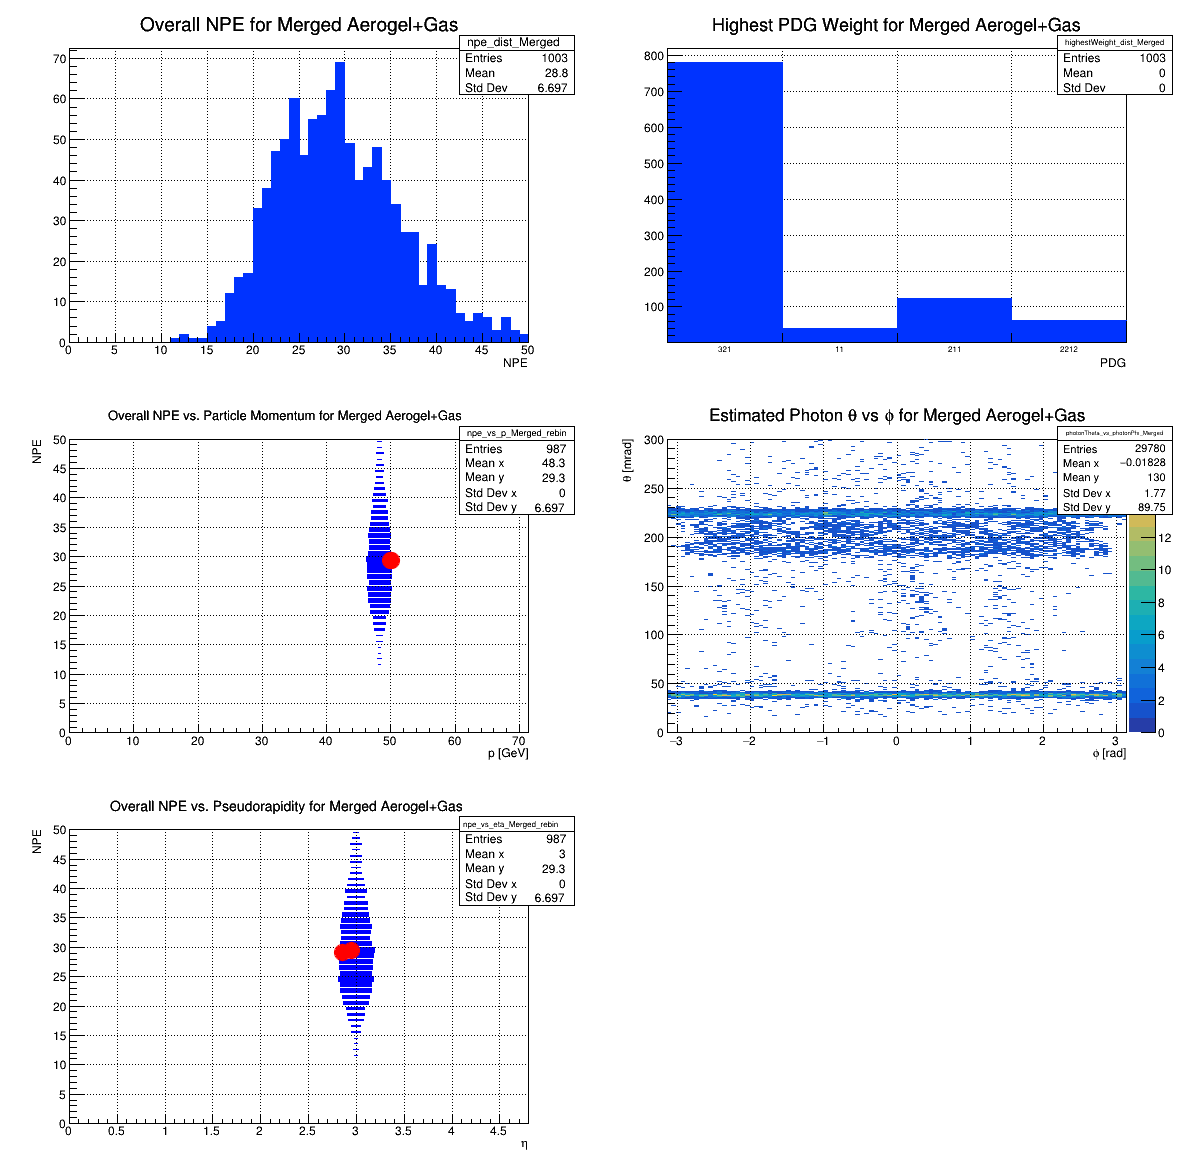 Overall NPE for Merged Aerogel+Gas
npe_dist_Merged
Entries 1003
Mean 28.8
Std Dev 6.697
70
60
50
40
30
20
10
0
0 5 10 15 20 25 30 35 40 45 50
NPE
Highest PDG Weight for Merged Aerogel+Gas
highestWeight_dist_Merged
Entries 1003
Mean 0
Std Dev 0
800
700
600
500
400
300
200
100
321 11 211 2212
PDG
Overall NPE vs. Particle Momentum for Merged Aerogel+Gas
NPE
npe_vs_p_Merged_rebin
Entries 987
Mean x 48.3
Mean y 29.3
Std Dev x 0
Std Dev y 6.697
50
45
40
35
30
25
20
15
10
5
0
0 10 20 30 40 50 60 70
p [GeV]
Estimated Photon θ vs ϕ for Merged Aerogel+Gas
θ [mrad]
photonTheta_vs_photonPhi_Merged
Entries 29780
Mean x −0.01828
Mean y 130
Std Dev x 1.77
Std Dev y 89.75
300
250
200
150
100
50
0
−3 −2 −1 0 1 2 3
ϕ [rad]
12
10
8
6
4
2
0
Overall NPE vs. Pseudorapidity for Merged Aerogel+Gas
NPE
npe_vs_eta_Merged_rebin
Entries 987
Mean x 3
Mean y 29.3
Std Dev x 0
Std Dev y 6.697
50
45
40
35
30
25
20
15
10
5
0
0 0.5 1 1.5 2 2.5 3 3.5 4 4.5
η